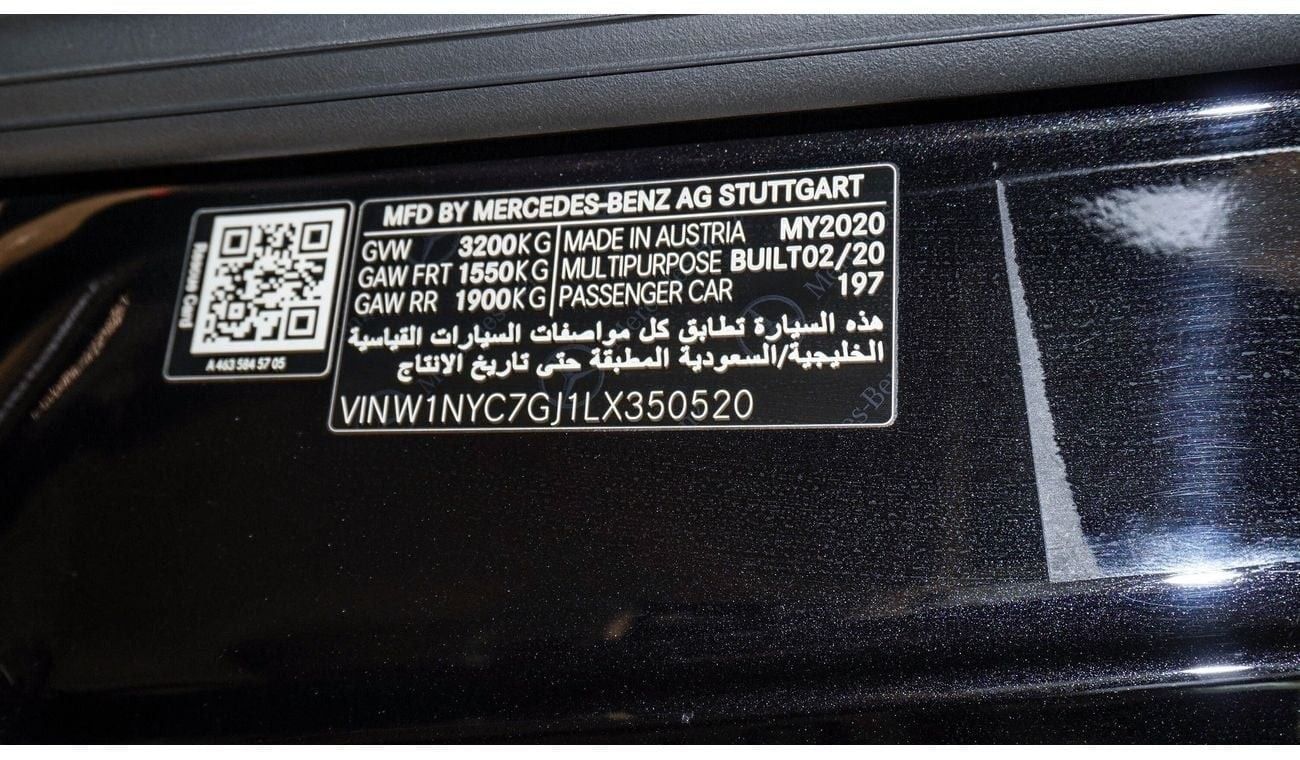 MFD BY MERCEDES-BENZ AG STUTTGART
GVW 3200KG MADE IN AUSTRIA MY2020
GAW FRT 1550KG MULTIPURPOSE BUILT02/20
GAW RR 1900KG PASSENGER CAR 197
هذه السيارة تطابق كل مواصفات السيارات القياسية
الخليجية/السعودية المطبقة حتى تاريخ الانتاج
VINW1NYC7GJ1LX350520
Rescue Card
A 463 584 57 05